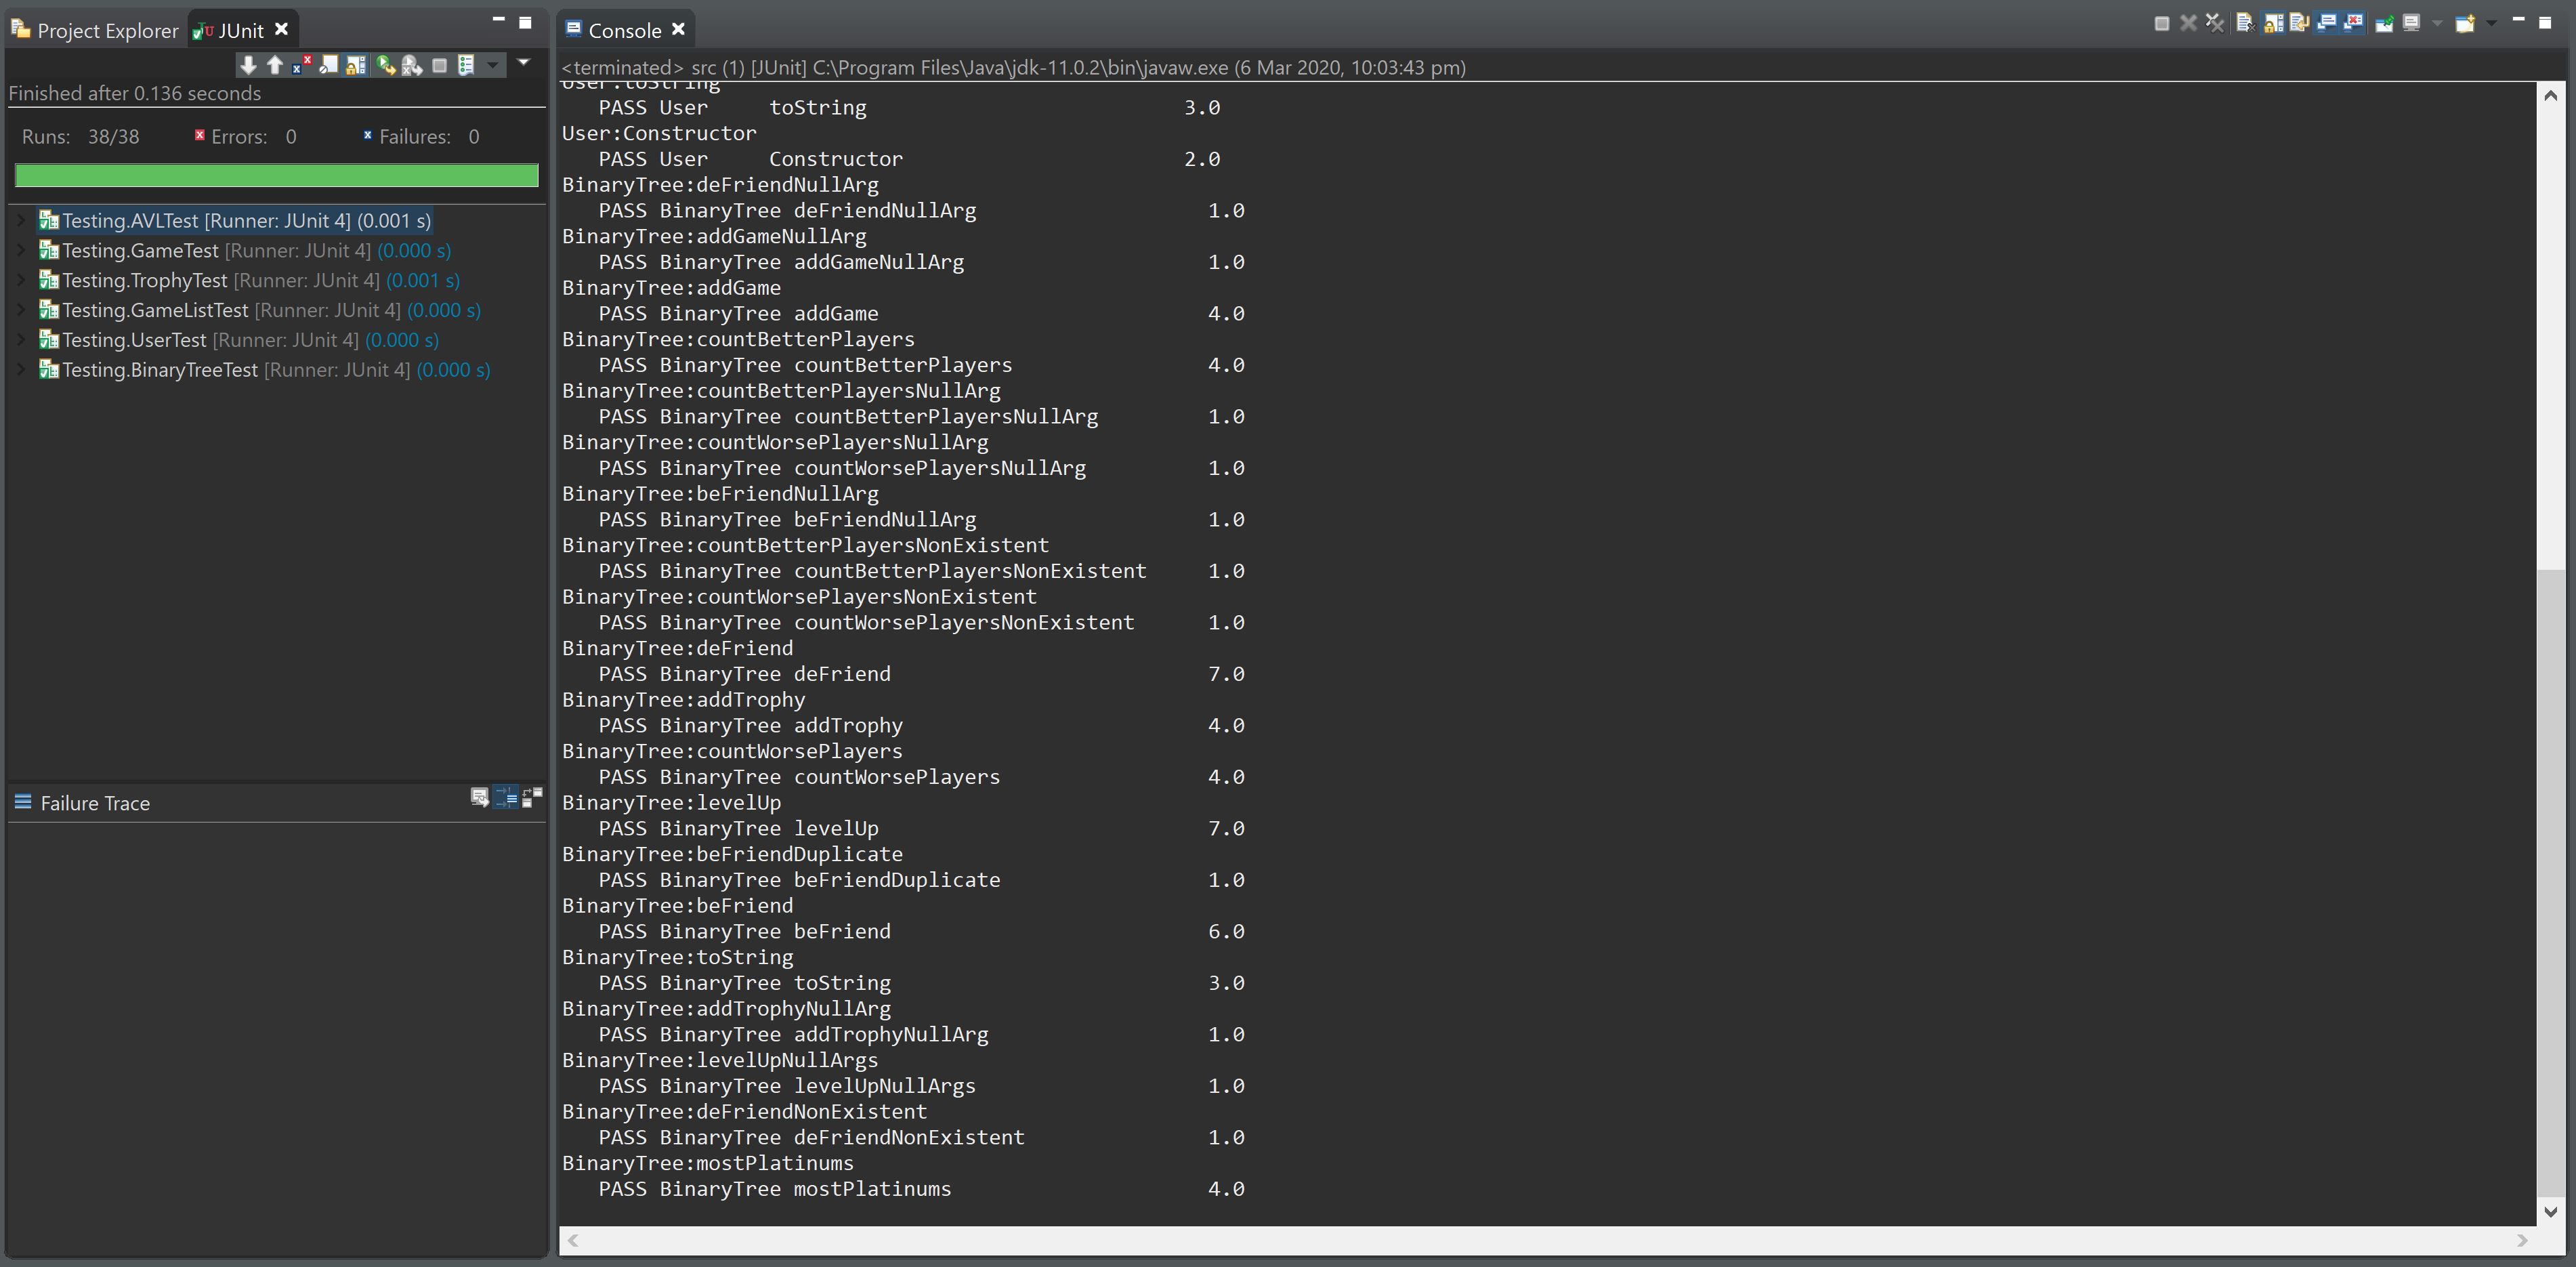 Project Explorer JUnit
Finished after 0.136 seconds
Runs: 38/38 Errors: 0 Failures: 0
Testing.AVLTest [Runner: JUnit 4] (0.001 s)
Testing.GameTest [Runner: JUnit 4] (0.000 s)
Testing.TrophyTest [Runner: JUnit 4] (0.001 s)
Testing.GameListTest [Runner: JUnit 4] (0.000 s)
Testing.UserTest [Runner: JUnit 4] (0.000 s)
Testing.BinaryTreeTest [Runner: JUnit 4] (0.000 s)
Failure Trace
Console
<terminated> src (1) [JUnit] C:\Program Files\Java\jdk-11.0.2\bin\javaw.exe (6 Mar 2020, 10:03:43 pm)
User:toString
PASS User toString 3.0
User:Constructor
PASS User Constructor 2.0
BinaryTree:deFriendNullArg
PASS BinaryTree deFriendNullArg 1.0
BinaryTree:addGameNullArg
PASS BinaryTree addGameNullArg 1.0
BinaryTree:addGame
PASS BinaryTree addGame 4.0
BinaryTree:countBetterPlayers
PASS BinaryTree countBetterPlayers 4.0
BinaryTree:countBetterPlayersNullArg
PASS BinaryTree countBetterPlayersNullArg 1.0
BinaryTree:countWorsePlayersNullArg
PASS BinaryTree countWorsePlayersNullArg 1.0
BinaryTree:beFriendNullArg
PASS BinaryTree beFriendNullArg 1.0
BinaryTree:countBetterPlayersNonExistent
PASS BinaryTree countBetterPlayersNonExistent 1.0
BinaryTree:countWorsePlayersNonExistent
PASS BinaryTree countWorsePlayersNonExistent 1.0
BinaryTree:deFriend
PASS BinaryTree deFriend 7.0
BinaryTree:addTrophy
PASS BinaryTree addTrophy 4.0
BinaryTree:countWorsePlayers
PASS BinaryTree countWorsePlayers 4.0
BinaryTree:levelUp
PASS BinaryTree levelUp 7.0
BinaryTree:beFriendDuplicate
PASS BinaryTree beFriendDuplicate 1.0
BinaryTree:beFriend
PASS BinaryTree beFriend 6.0
BinaryTree:toString
PASS BinaryTree toString 3.0
BinaryTree:addTrophyNullArg
PASS BinaryTree addTrophyNullArg 1.0
BinaryTree:levelUpNullArgs
PASS BinaryTree levelUpNullArgs 1.0
BinaryTree:deFriendNonExistent
PASS BinaryTree deFriendNonExistent 1.0
BinaryTree:mostPlatinums
PASS BinaryTree mostPlatinums 4.0